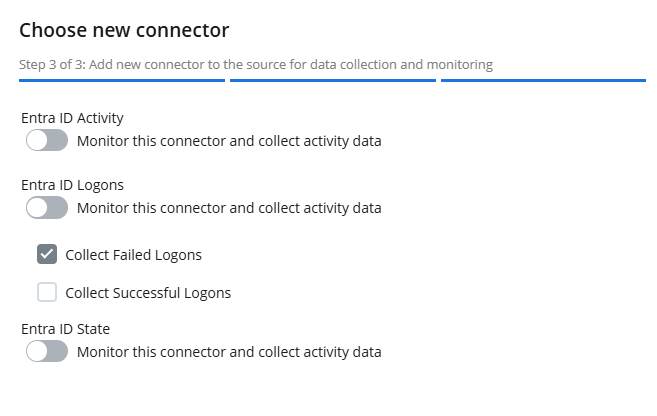 Choose new connector
Step 3 of 3: Add new connector to the source for data collection and monitoring
Entra ID Activity
Monitor this connector and collect activity data
Entra ID Logons
Monitor this connector and collect activity data
Collect Failed Logons
Collect Successful Logons
Entra ID State
Monitor this connector and collect activity data